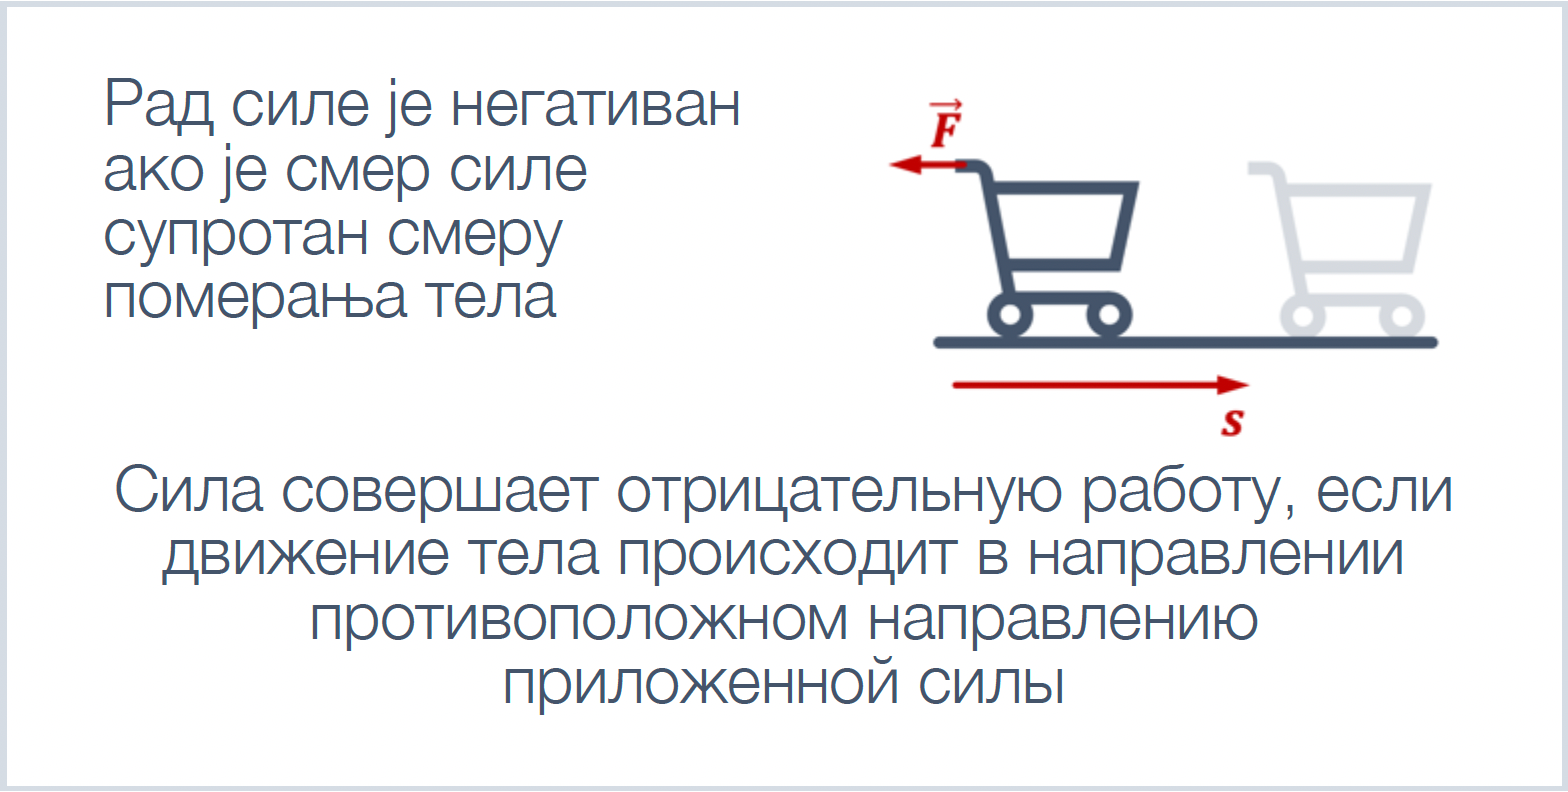 Рад силе је негативан
ако је смер силе
супротан смеру
померања тела
F
s
Сила совершает отрицательную работу, если
движение тела происходит в направлении
противоположном направлению
приложенной силы